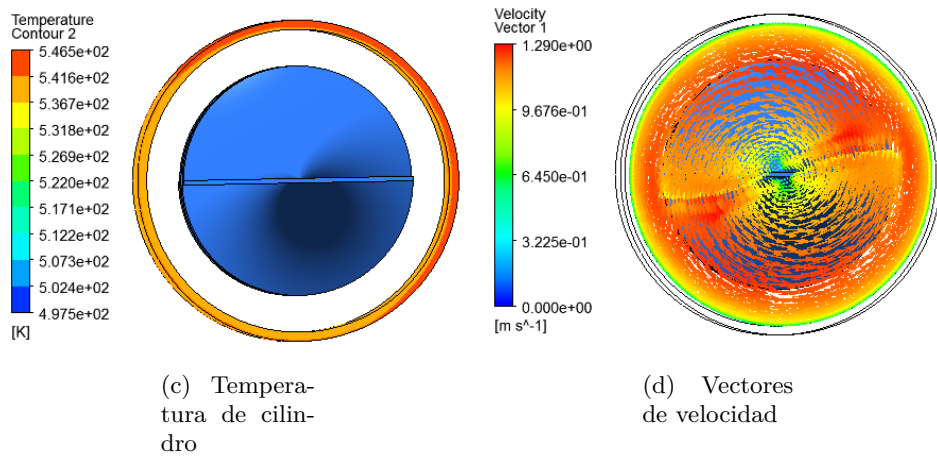 Temperature
Contour 2
5.465e+02
5.416e+02
5.367e+02
5.318e+02
5.269e+02
5.220e+02
5.171e+02
5.122e+02
5.073e+02
5.024e+02
4.975e+02
[K]
Velocity
Vector 1
1.290e+00
9.676e-01
6.450e-01
3.225e-01
0.000e+00
[m s^-1]
(c) Tempera-
tura de cilin-
dro
(d) Vectores
de velocidad